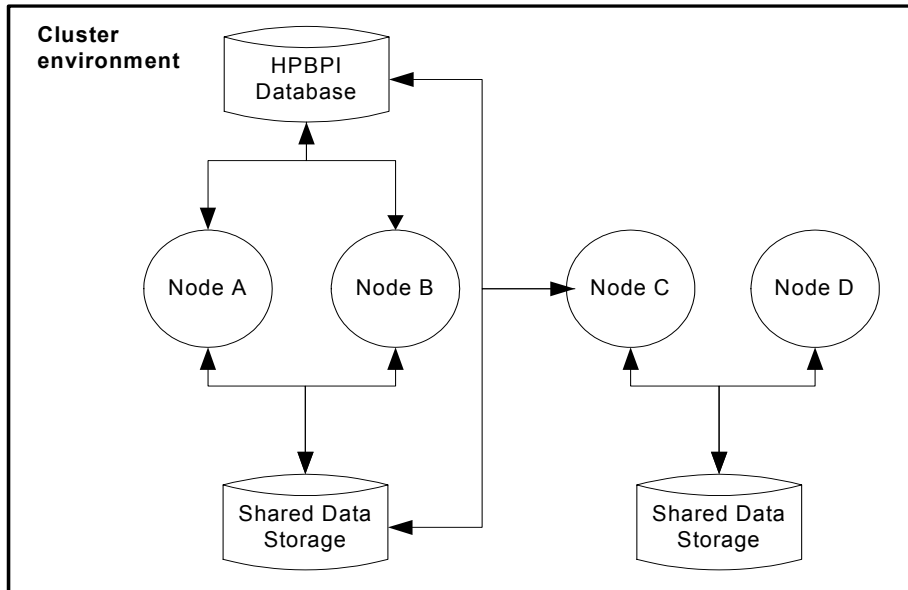 Cluster
environment
HPBPI
Database
Node A
Node B
Node C
Node D
Shared Data
Storage
Shared Data
Storage